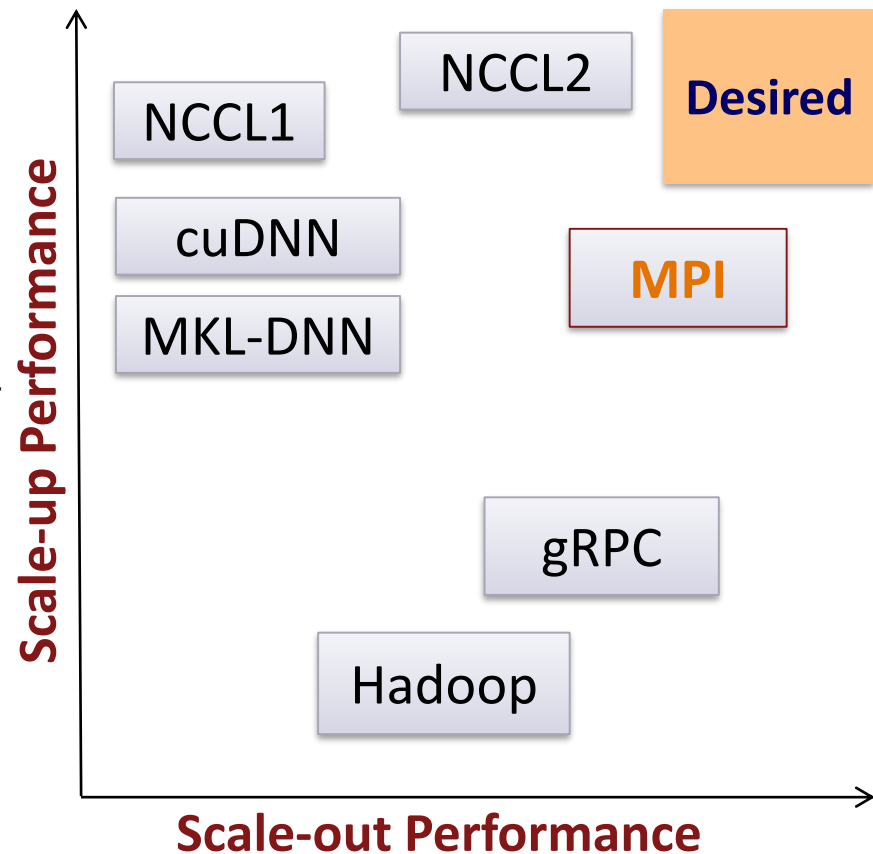 NCCL2
Desired
NCCL1
cuDNN
MPI
MKL-DNN
gRPC
Hadoop
Scale-up Performance
Scale-out Performance